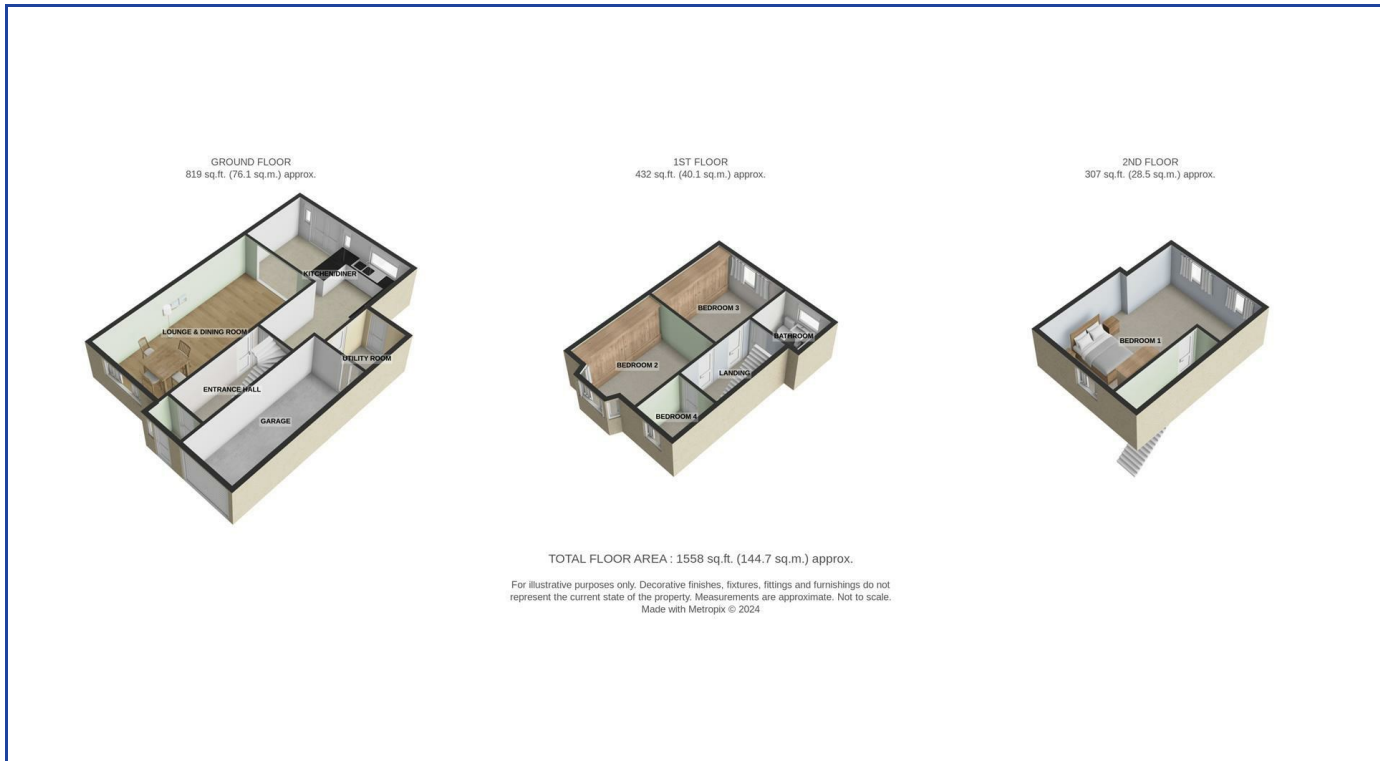 GROUND FLOOR
819 sq.ft. (76.1 sq.m.) approx.
KITCHEN/DINER
LOUNGE & DINING ROOM
UTILITY ROOM
ENTRANCE HALL
GARAGE
1ST FLOOR
432 sq.ft. (40.1 sq.m.) approx.
BEDROOM 3
BATHROOM
BEDROOM 2
LANDING
BEDROOM 4
2ND FLOOR
307 sq.ft. (28.5 sq.m.) approx.
BEDROOM 1
TOTAL FLOOR AREA : 1558 sq.ft. (144.7 sq.m.) approx.
For illustrative purposes only. Decorative finishes, fixtures, fittings and furnishings do not
represent the current state of the property. Measurements are approximate. Not to scale.
Made with Metropix © 2024